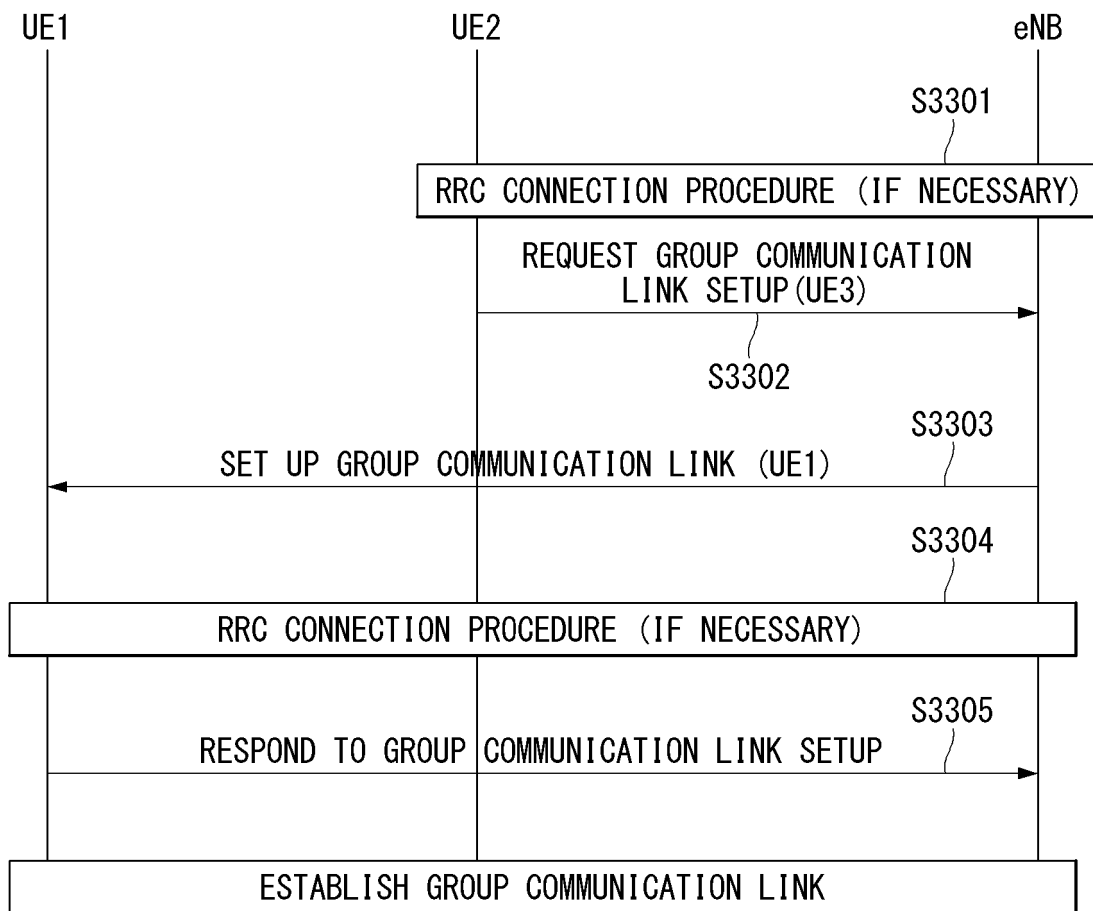 UE1
UE2
eNB
S3301
RRC CONNECTION PROCEDURE (IF NECESSARY)
REQUEST GROUP COMMUNICATION
LINK SETUP(UE3)
S3302
S3303
SET UP GROUP COMMUNICATION LINK (UE1)
S3304
RRC CONNECTION PROCEDURE (IF NECESSARY)
S3305
RESPOND TO GROUP COMMUNICATION LINK SETUP
ESTABLISH GROUP COMMUNICATION LINK